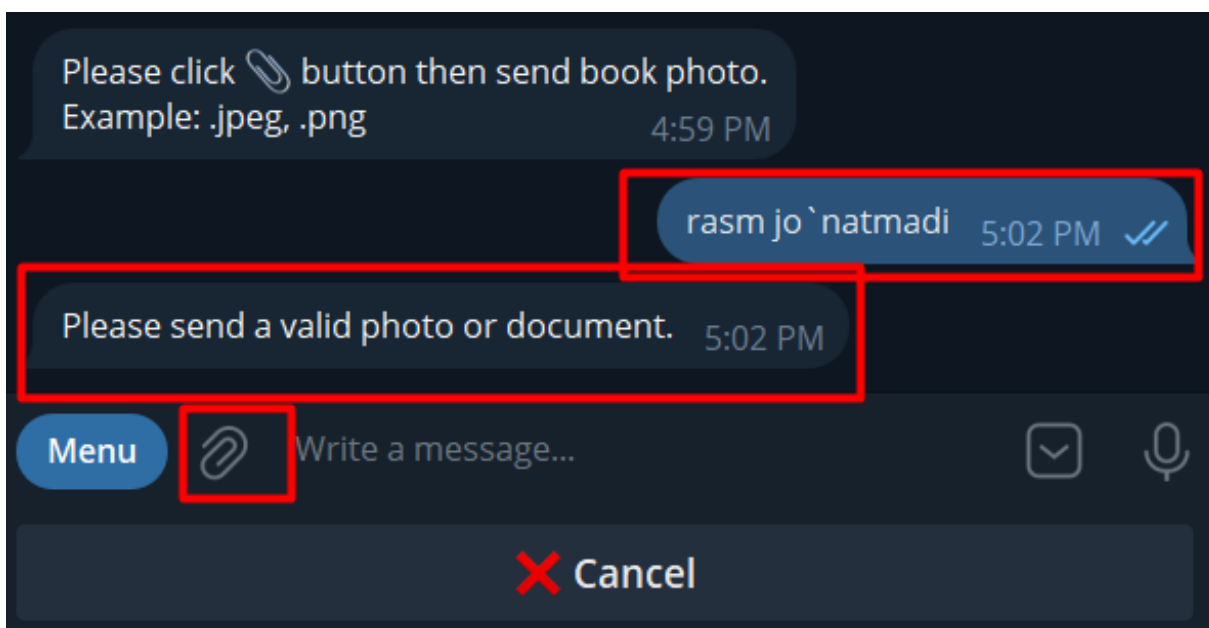 Please click 📎 button then send book photo.
Example: .jpeg, .png
4:59 PM
rasm jo`natmadi 5:02 PM
Please send a valid photo or document. 5:02 PM
Menu
Write a message...
Cancel